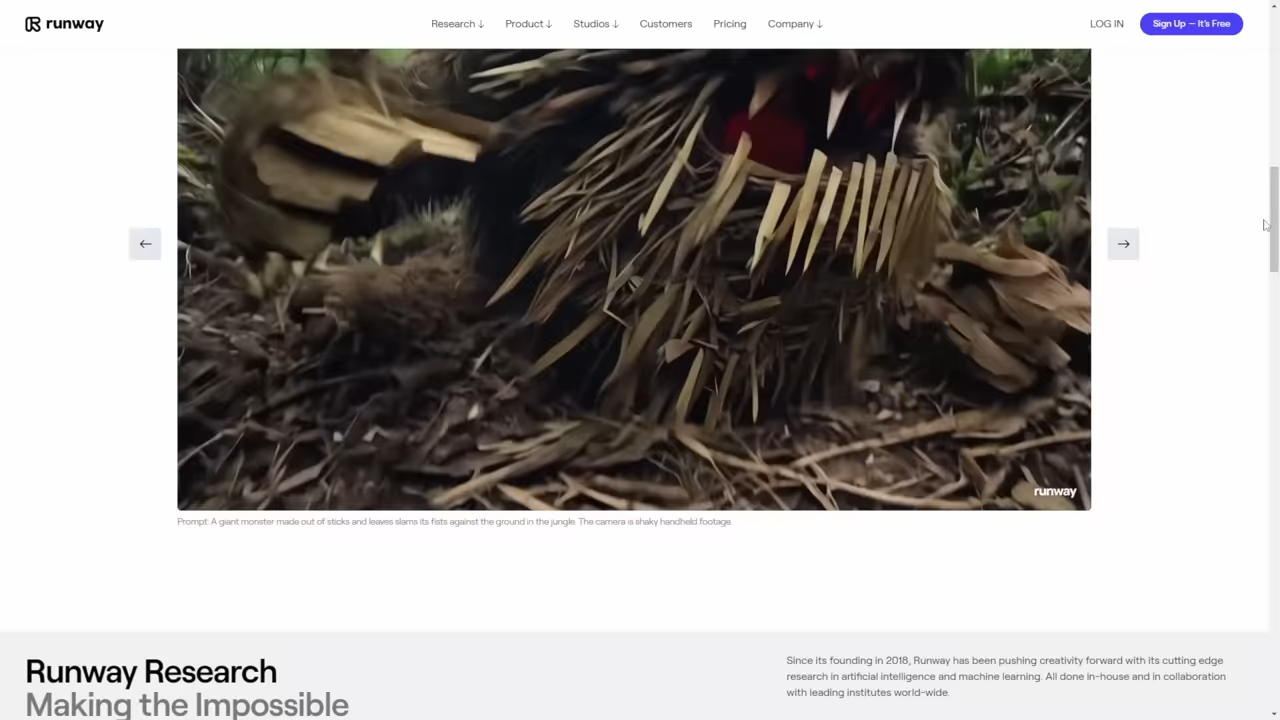 runway
Research ↓
Product ↓
Studios ↓
Customers
Pricing
Company ↓
LOG IN
Sign Up — It's Free
←
→
runway
Prompt: A giant monster made out of sticks and leaves slams its fists against the ground in the jungle. The camera is shaky handheld footage.
Runway Research
Making the Impossible
Since its founding in 2018, Runway has been pushing creativity forward with its cutting edge
research in artificial intelligence and machine learning. All done in-house and in collaboration
with leading institutes world-wide.